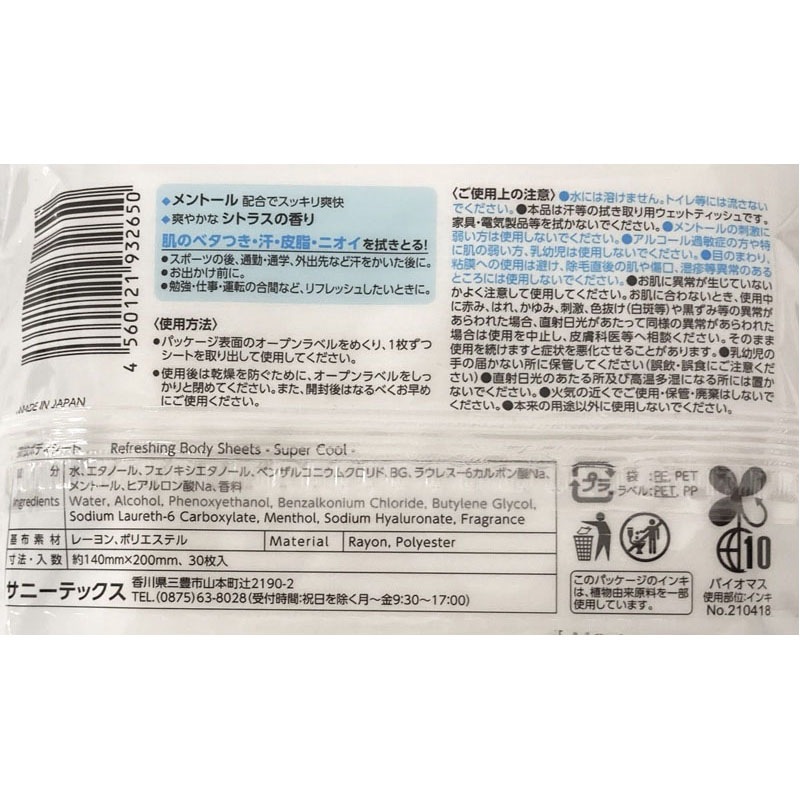 ◆メントール 配合でスッキリ爽快
◆爽やかな シトラスの香り
肌のベタつき・汗・皮脂・ニオイを拭きとる!
●スポーツの後、通勤・通学、外出先など汗をかいた後に。
●お出かけ前に。
●勉強・仕事・運転の合間など、リフレッシュしたいときに。
〈使用方法〉
●パッケージ表面のオープンラベルをめくり、1枚ずつ
シートを取り出して使用してください。
●使用後は乾燥を防ぐために、オープンラベルをしっ
かりと閉めてください。また、開封後はなるべくお早め
にご使用ください。
4 560121 932650
MADE IN JAPAN
〈ご使用上の注意〉●水には溶けません。トイレ等には流さない
でください。●本品は汗等の拭き取り用ウェットティッシュです。
家具・電気製品等を拭かないでください。●メントールの刺激に
弱い方は使用しないでください。●アルコール過敏症の方や特
に肌の弱い方、乳幼児は使用しないでください。●目のまわり、
粘膜への使用は避け、除毛直後の肌や傷口、湿疹等異常のある
ところには使用しないでください。●お肌に異常が生じていない
かよく注意して使用してください。お肌に合わないとき、使用中
に赤み、はれ、かゆみ、刺激、色抜け(白斑等)や黒ずみ等の異常が
あらわれた場合、直射日光があたって同様の異常があらわれた
場合は使用を中止し、皮膚科医等へ相談ください。そのまま
使用を続けますと症状を悪化させることがあります。●乳幼児の
手の届かない所に保管してください(誤飲・誤食にご注意くださ
い)●直射日光のあたる所及び高温多湿になる所には置か
ないでください。●火気の近くでご使用・保管・廃棄はしないで
ください。●本来の用途以外に使用しないでください。
ボディシート Refreshing Body Sheets - Super Cool -
分 水、エタノール、フェノキシエタノール、ベンザルコニウムクロリド、BG、ラウレス-6カルボン酸Na、
メントール、ヒアルロン酸Na、香料
Ingredients Water, Alcohol, Phenoxyethanol, Benzalkonium Chloride, Butylene Glycol,
Sodium Laureth-6 Carboxylate, Menthol, Sodium Hyaluronate, Fragrance
基布素材 レーヨン、ポリエステル Material Rayon, Polyester
寸法・入数 約140mm×200mm、30枚入
サニーテックス 香川県三豊市山本町辻2190-2
TEL.(0875)63-8028(受付時間:祝日を除く月〜金9:30〜17:00)
プラ 袋 :PE, PET
ラベル:PET, PP
このパッケージのインキ
は、植物由来原料を一部
使用しています。
10
バイオマス
使用部位:インキ
No.210418